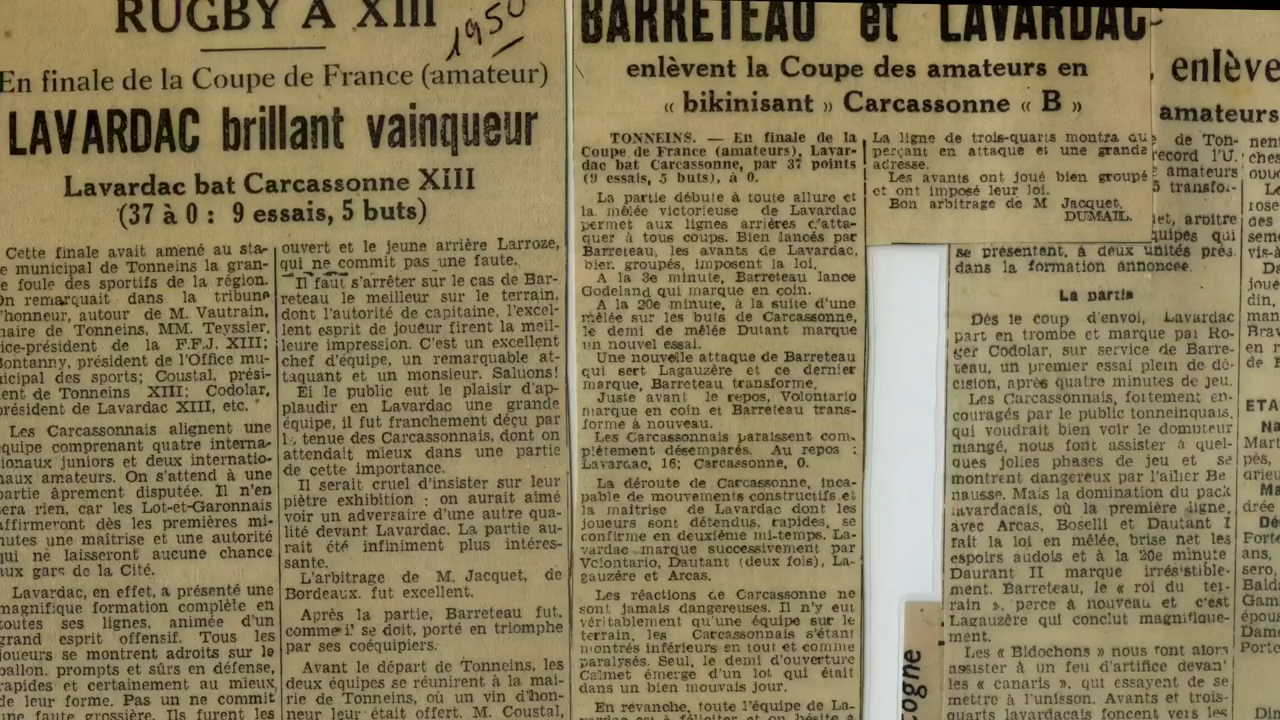 RUGBY A XIII
1950
En finale de la Coupe de France (amateur)
LAVARDAC brillant vainqueur
Lavardac bat Carcassonne XIII
(37 à 0 : 9 essais, 5 buts)
Cette finale avait amené au sta-
e municipal de Tonneins la gran-
e foule des sportifs de la région.
On remarquait dans la tribune
'honneur, autour de M. Vautrain,
naire de Tonneins, MM. Teyssier,
ice-président de la F.F.J. XIII;
Bontanny, président de l'Office mu-
nicipal des sports; Coustal, prési-
ent de Tonneins XIII; Codolar,
président de Lavardac XIII, etc.
Les Carcassonnais alignent une
équipe comprenant quatre interna-
ionaux juniors et deux internatio-
naux amateurs. On s'attend à une
partie âprement disputée. Il n'en
sera rien, car les Lot-et-Garonnais
affirmeront dès les premières mi-
nutes une maîtrise et une autorité
qui ne laisseront aucune chance
aux gars de la Cité.
Lavardac, en effet, a présenté une
magnifique formation complète en
toutes ses lignes, animée d'un
grand esprit offensif. Tous les
joueurs se montrent adroits sur le
ballon, prompts et sûrs en défense,
rapides et certainement au mieux
de leur forme. Pas un ne commit
une faute grossière. Ils furent les
ouvert et le jeune arrière Larroze,
qui ne commit pas une faute.
Il faut s'arrêter sur le cas de Bar-
reteau le meilleur sur le terrain,
dont l'autorité de capitaine, l'excel-
lent esprit de joueur firent la meil-
leure impression. C'est un excellent
chef d'équipe, un remarquable at-
taquant et un monsieur. Saluons!
Ei le public eut le plaisir d'ap-
plaudir en Lavardac une grande
équipe, il fut franchement déçu par
la tenue des Carcassonnais, dont on
attendait mieux dans une partie
de cette importance.
Il serait cruel d'insister sur leur
piètre exhibition : on aurait aimé
voir un adversaire d'une autre qua-
lité devant Lavardac. La partie au-
rait été infiniment plus intéres-
sante.
L'arbitrage de M. Jacquet, de
Bordeaux. fut excellent.
Après la partie, Barreteau fut,
comme il se doit, porté en triomphe
par ses coéquipiers.
Avant le départ de Tonneins, les
deux équipes se réunirent à la mai-
rie de Tonneins, où un vin d'hon-
neur leur était offert. M. Coustal,
BARRETEAU et LAVARDAC
enlèvent la Coupe des amateurs en
« bikinisant » Carcassonne « B »
TONNEINS. — En finale de la
Coupe de France (amateurs), Lavar-
dac bat Carcassonne, par 37 points
(9 essais, 5 buts), à 0.
La partie débute à toute allure et
la mêlée victorieuse de Lavardac
permet aux lignes arrières d'atta-
quer à tous coups. Bien lancés par
Barreteau, les avants de Lavardac,
bien groupés, imposent la loi.
A la 3e minute, Barreteau lance
Godeland qui marque en coin.
A la 20e minute, à la suite d'une
mêlée sur les buts de Carcassonne,
le demi de mêlée Dutant marque
un nouvel essai.
Une nouvelle attaque de Barreteau
qui sert Lagauzère et ce dernier
marque, Barreteau transforme.
Juste avant le repos, Volontario
marque en coin et Barreteau trans-
forme à nouveau.
Les Carcassonnais paraissent com-
plètement désemparés. Au repos :
Lavardac, 16; Carcassonne, 0.
La déroute de Carcassonne, inca-
pable de mouvements constructifs et
la maîtrise de Lavardac dont les
joueurs sont détendus, rapides, se
confirme en deuxième mi-temps. La-
vardac marque successivement par
Volontario, Dautant (deux fois), La-
gauzère et Arcas.
Les réactions de Carcassonne ne
sont jamais dangereuses. Il n'y eut
véritablement qu'une équipe sur le
terrain, les Carcassonnais s'étant
montrés inférieurs en tout et comme
paralysés. Seul, le demi d'ouverture
Calmet émerge d'un lot qui était
dans un bien mauvais jour.
En revanche, toute l'équipe de La-
vardac est à féliciter et on hésite à
La ligne de trois-quarts montra du
perçant en attaque et une grande
adresse.
Les avants ont joué bien groupé
et ont imposé leur loi.
Bon arbitrage de M Jacquet.
DUMAIL.
enlève
amateurs
de Ton-
record l'U.
amateurs
5 transfo-
et, arbitre
quipes qui
se présentent, à deux unités près
dans la formation annoncée.
La partie
Dès le coup d'envoi, Lavardac
part en trombe et marque par Ro-
ger Codolar, sur service de Barre-
teau, un premier essai plein de dé-
cision, après quatre minutes de jeu.
Les Carcassonnais, fortement en-
couragés par le public tonneinquais,
qui voudrait bien voir le dompteur
mangé, nous font assister à quel-
ques jolies phases de jeu et se
montrent dangereux par l'ailier Be
nausse. Mais la domination du pack
lavardacais, où la première ligne,
avec Arcas, Boselli et Dautant I
fait la loi en mêlée, brise net les
espoirs audois et à la 20e minute
Daurant II marque irrésistible-
ment. Barreteau, le « roi du ter-
rain », perce à nouveau et c'est
Lagauzère qui conclut magnifique-
ment.
Les « Bidochons » nous font alors
assister à un feu d'artifice devan'
les « canaris », qui essayent de se
mettre à l'unisson. Avants et trois-
quarts lavardacais foncent vers les
cogne